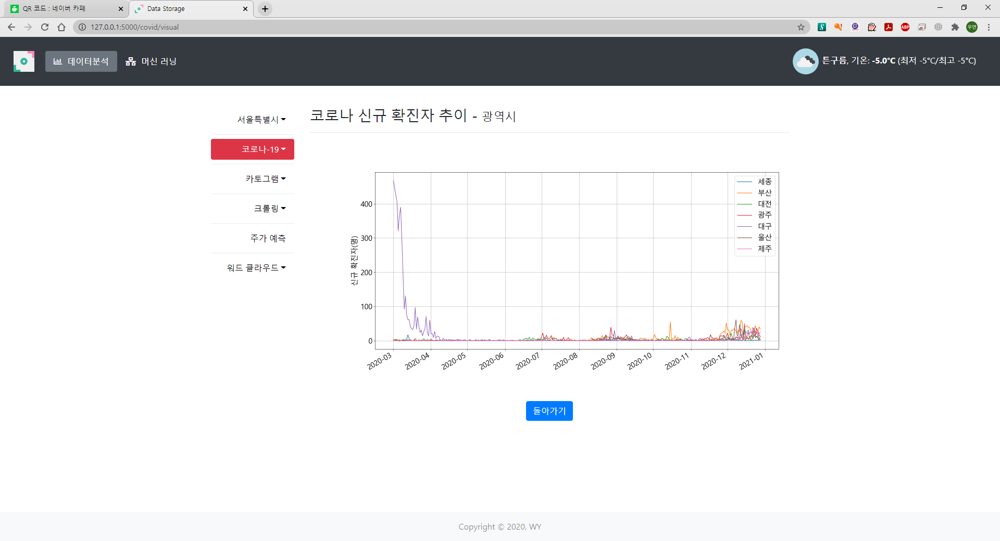 QR 코드 : 네이버 카페
Data Storage
127.0.0.1:5000/covid/visual
ABP
우연
데이터분석
머신 러닝
튼구름, 기온: -5.0°C (최저 -5°C/최고 -5°C)
서울특별시
코로나-19
카토그램
크롤링
주가 예측
워드 클라우드
코로나 신규 확진자 추이 - 광역시
신규 확진자(명)
400
300
200
100
0
세종
부산
대전
광주
대구
울산
제주
2020-03
2020-04
2020-05
2020-06
2020-07
2020-08
2020-09
2020-10
2020-11
2020-12
2021-01
돌아가기
Copyright © 2020, WY